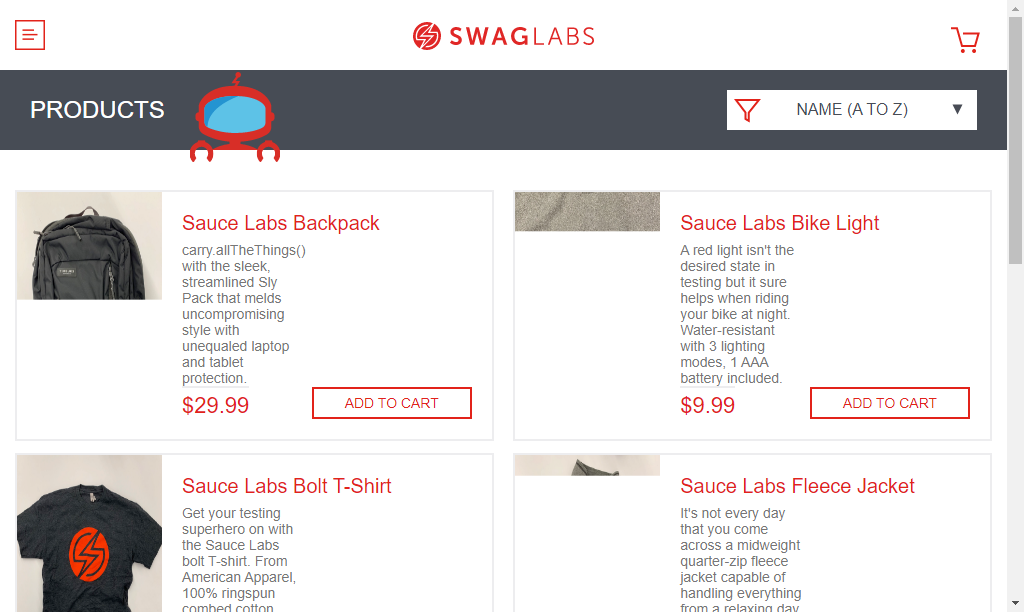 SWAGLABS
PRODUCTS
NAME (A TO Z)
Sauce Labs Backpack
carry.allTheThings()
with the sleek,
streamlined Sly
Pack that melds
uncompromising
style with
unequaled laptop
and tablet
protection.
$29.99
ADD TO CART
Sauce Labs Bike Light
A red light isn't the
desired state in
testing but it sure
helps when riding
your bike at night.
Water-resistant
with 3 lighting
modes, 1 AAA
battery included.
$9.99
ADD TO CART
Sauce Labs Bolt T-Shirt
Get your testing
superhero on with
the Sauce Labs
bolt T-shirt. From
American Apparel,
100% ringspun
combed cotton
Sauce Labs Fleece Jacket
It's not every day
that you come
across a midweight
quarter-zip fleece
jacket capable of
handling everything
from a relaxing day